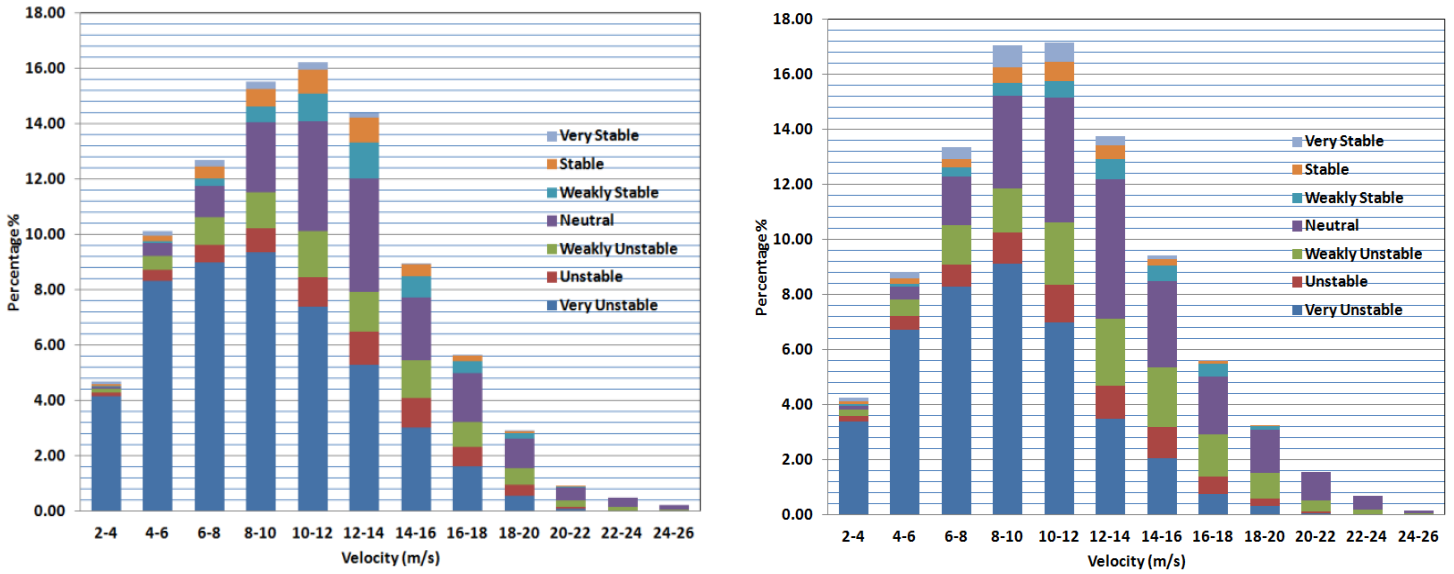 18.00
16.00
14.00
12.00
10.00
8.00
6.00
4.00
2.00
0.00
Percentage%
Very Stable
Stable
Weakly Stable
Neutral
Weakly Unstable
Unstable
Very Unstable
2-4 4-6 6-8 8-10 10-12 12-14 14-16 16-18 18-20 20-22 22-24 24-26
Velocity (m/s)
18.00
16.00
14.00
12.00
10.00
8.00
6.00
4.00
2.00
0.00
Percentage%
Very Stable
Stable
Weakly Stable
Neutral
Weakly Unstable
Unstable
Very Unstable
2-4 4-6 6-8 8-10 10-12 12-14 14-16 16-18 18-20 20-22 22-24 24-26
Velocity (m/s)